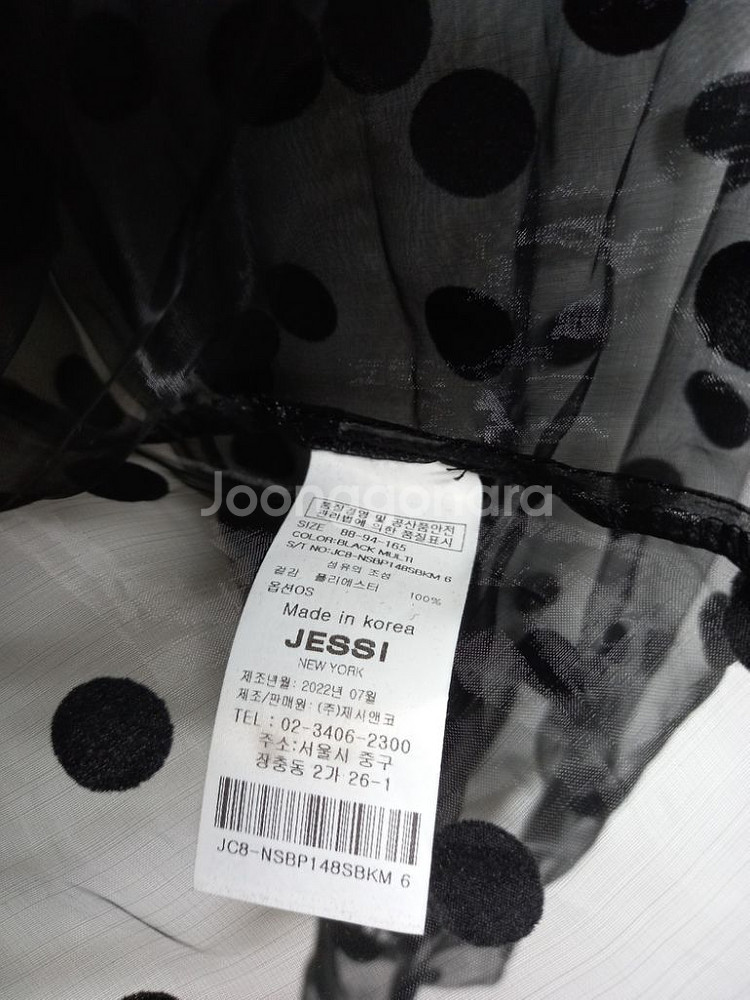 Joonggonara
품질경영 및 공산품안전
관리법에 의한 품질표시
SIZE 88-94-165
COLOR:BLACK MULTI
S/T NO:JC8-NSBP148SBKM 6
섬유의 조성
겉감 폴리에스터 100%
옵션OS
Made in korea
JESSI
NEW YORK
제조년월: 2022년 07월
제조/판매원 : (주)제시앤코
TEL : 02-3406-2300
주소:서울시 중구
장충동 2가 26-1
JC8-NSBP148SBKM 6